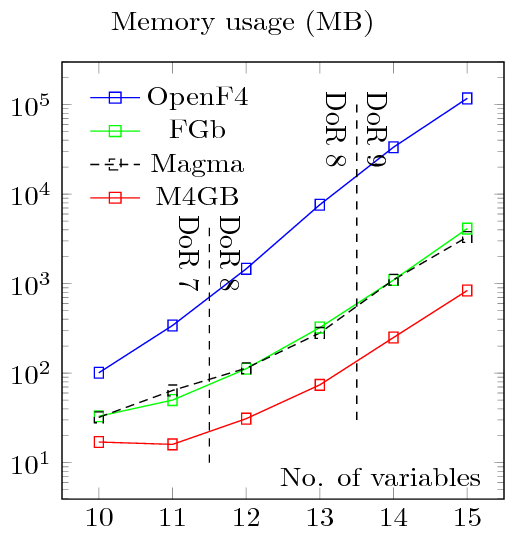 Memory usage (MB)
10^5
10^4
10^3
10^2
10^1
OpenF4
FGb
Magma
M4GB
DoR 7
DoR 8
DoR 8
DoR 9
No. of variables
10 11 12 13 14 15